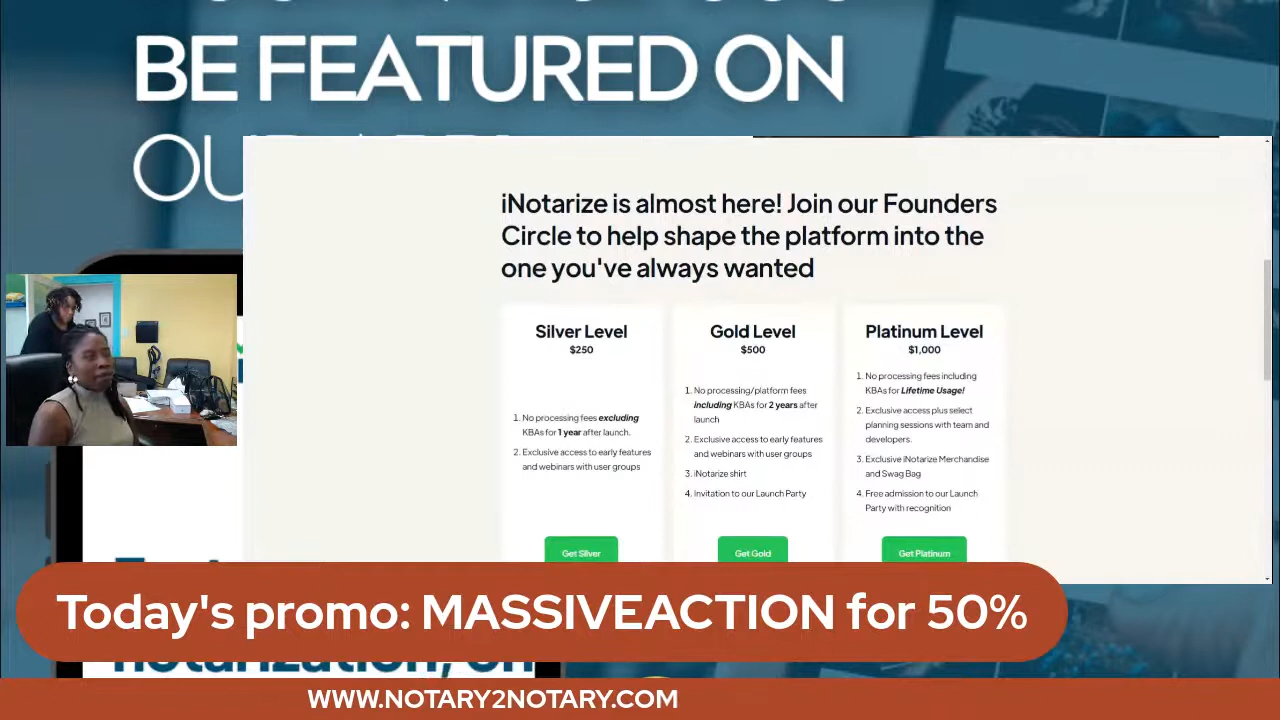 BE FEATURED ON
iNotarize is almost here! Join our Founders
Circle to help shape the platform into the
one you've always wanted
Silver Level
$250
1. No processing fees excluding
KBAs for 1 year after launch.
2. Exclusive access to early features
and webinars with user groups
Get Silver
Gold Level
$500
1. No processing/platform fees
including KBAs for 2 years after
launch
2. Exclusive access to early features
and webinars with user groups
3. iNotarize shirt
4. Invitation to our Launch Party
Get Gold
Platinum Level
$1,000
1. No processing fees including
KBAs for Lifetime Usage!
2. Exclusive access plus select
planning sessions with team and
developers.
3. Exclusive iNotarize Merchandise
and Swag Bag
4. Free admission to our Launch
Party with recognition
Get Platinum
Today's promo: MASSIVEACTION for 50%
WWW.NOTARY2NOTARY.COM